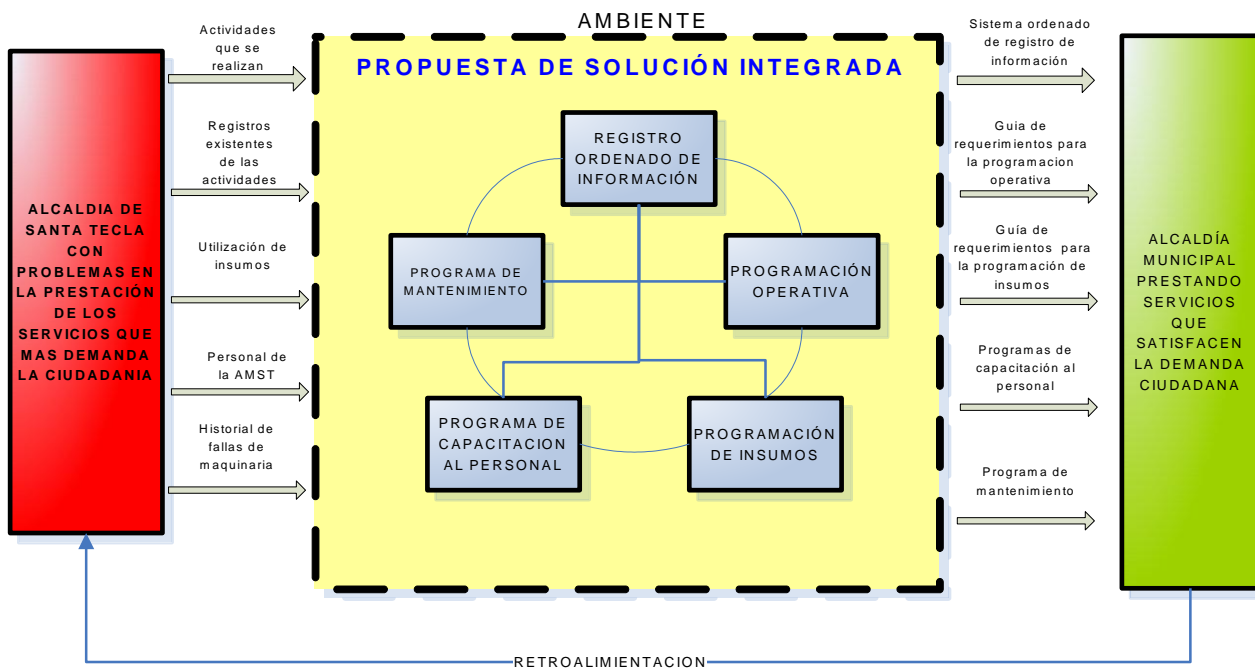 AMBIENTE
ALCALDIA DE
SANTA TECLA
CON
PROBLEMAS EN
LA PRESTACIÓN
DE LOS
SERVICIOS QUE
MAS DEMANDA
LA CIUDADANIA
Actividades
que se
realizan
Registros
existentes
de las
actividades
Utilización de
insumos
Personal de
la AMST
Historial de
fallas de
maquinaria
PROPUESTA DE SOLUCIÓN INTEGRADA
REGISTRO
ORDENADO DE
INFORMACIÓN
PROGRAMA DE
MANTENIMIENTO
PROGRAMACIÓN
OPERATIVA
PROGRAMA DE
CAPACITACION
AL PERSONAL
PROGRAMACIÓN
DE INSUMOS
Sistema ordenado
de registro de
información
Guia de
requerimientos para
la programacion
operativa
Guía de
requerimientos para
la programación de
insumos
Programas de
capacitación al
personal
Programa de
mantenimiento
ALCALDÍA
MUNICIPAL
PRESTANDO
SERVICIOS
QUE
SATISFACEN
LA DEMANDA
CIUDADANA
RETROALIMENTACION